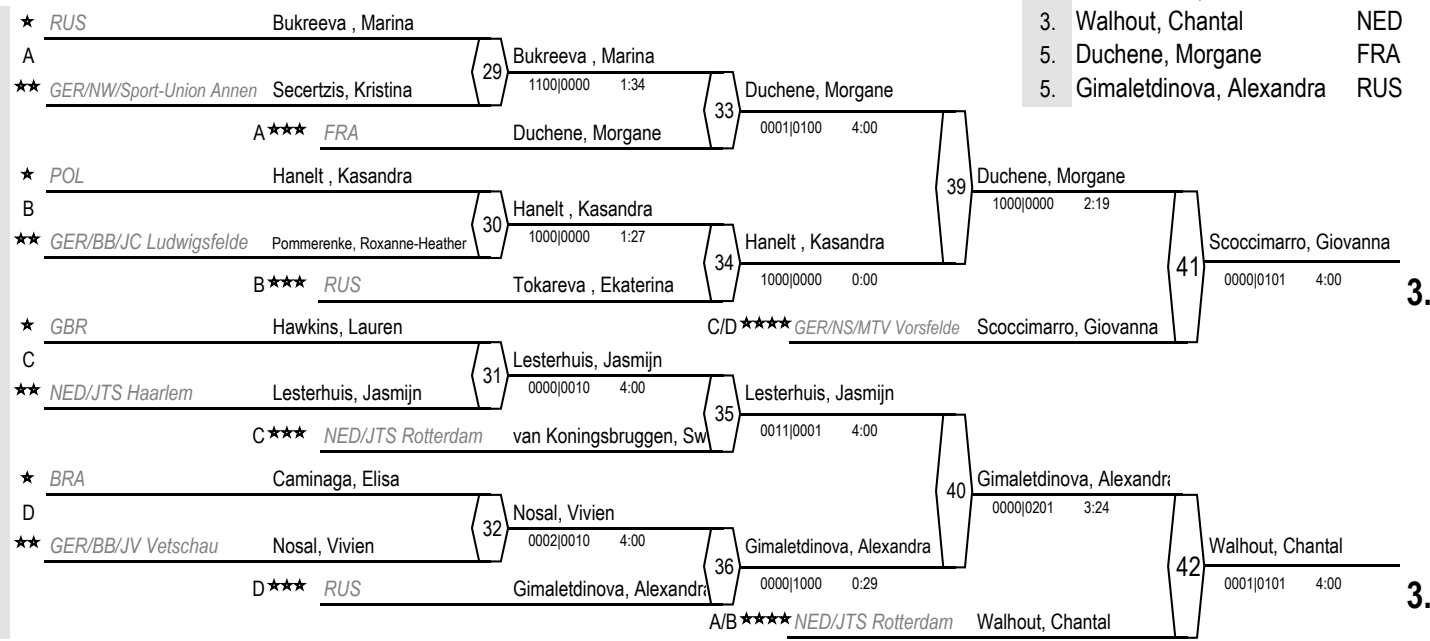 3. Walhout, Chantal NED
5. Duchene, Morgane FRA
5. Gimaletdinova, Alexandra RUS
★ RUS Bukreeva , Marina
A
29 Bukreeva , Marina
1100|0000 1:34
★★ GER/NW/Sport-Union Annen Secertzis, Kristina
33 Duchene, Morgane
0001|0100 4:00
A★★★ FRA Duchene, Morgane
★ POL Hanelt , Kasandra
39 Duchene, Morgane
1000|0000 2:19
B
30 Hanelt , Kasandra
1000|0000 1:27
★★ GER/BB/JC Ludwigsfelde Pommerenke, Roxanne-Heather
34 Hanelt , Kasandra
1000|0000 0:00
41 Scoccimarro, Giovanna
0000|0101 4:00
3.
B★★★ RUS Tokareva , Ekaterina
★ GBR Hawkins, Lauren
C/D★★★★ GER/NS/MTV Vorsfelde Scoccimarro, Giovanna
C
31 Lesterhuis, Jasmijn
0000|0010 4:00
★★ NED/JTS Haarlem Lesterhuis, Jasmijn
35 Lesterhuis, Jasmijn
0011|0001 4:00
C★★★ NED/JTS Rotterdam van Koningsbruggen, Sw
★ BRA Caminaga, Elisa
40 Gimaletdinova, Alexandra
0000|0201 3:24
D
32 Nosal, Vivien
0002|0010 4:00
★★ GER/BB/JV Vetschau Nosal, Vivien
36 Gimaletdinova, Alexandra
0000|1000 0:29
42 Walhout, Chantal
0001|0101 4:00
3.
D★★★ RUS Gimaletdinova, Alexandra
A/B★★★★ NED/JTS Rotterdam Walhout, Chantal